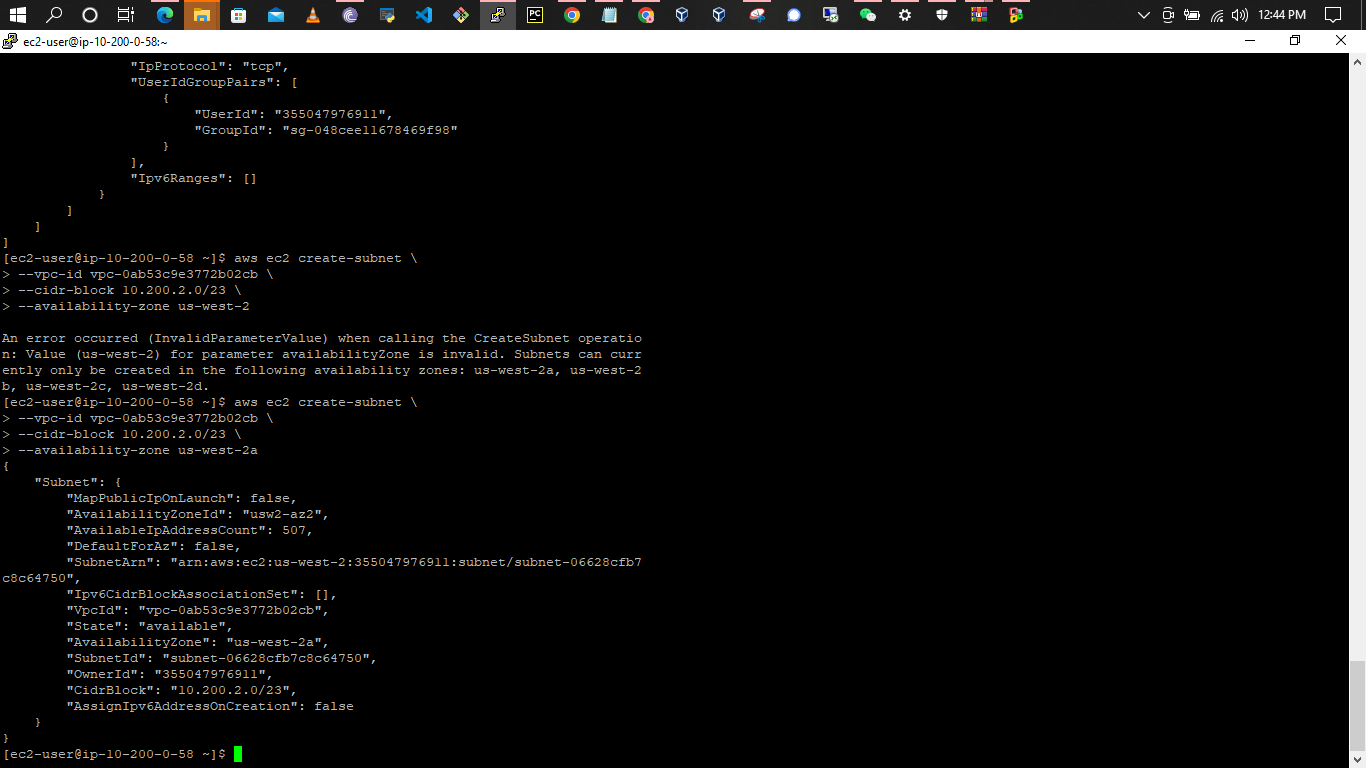 12:44 PM
ec2-user@ip-10-200-0-58:~
                "IpProtocol": "tcp",
                "UserIdGroupPairs": [
                    {
                        "UserId": "355047976911",
                        "GroupId": "sg-048cee11678469f98"
                    }
                ],
                "Ipv6Ranges": []
            }
        ]
    ]
]
[ec2-user@ip-10-200-0-58 ~]$ aws ec2 create-subnet \
> --vpc-id vpc-0ab53c9e3772b02cb \
> --cidr-block 10.200.2.0/23 \
> --availability-zone us-west-2
An error occurred (InvalidParameterValue) when calling the CreateSubnet operatio
n: Value (us-west-2) for parameter availabilityZone is invalid. Subnets can curr
ently only be created in the following availability zones: us-west-2a, us-west-2
b, us-west-2c, us-west-2d.
[ec2-user@ip-10-200-0-58 ~]$ aws ec2 create-subnet \
> --vpc-id vpc-0ab53c9e3772b02cb \
> --cidr-block 10.200.2.0/23 \
> --availability-zone us-west-2a
{
    "Subnet": {
        "MapPublicIpOnLaunch": false,
        "AvailabilityZoneId": "usw2-az2",
        "AvailableIpAddressCount": 507,
        "DefaultForAz": false,
        "SubnetArn": "arn:aws:ec2:us-west-2:355047976911:subnet/subnet-06628cfb7
c8c64750",
        "Ipv6CidrBlockAssociationSet": [],
        "VpcId": "vpc-0ab53c9e3772b02cb",
        "State": "available",
        "AvailabilityZone": "us-west-2a",
        "SubnetId": "subnet-06628cfb7c8c64750",
        "OwnerId": "355047976911",
        "CidrBlock": "10.200.2.0/23",
        "AssignIpv6AddressOnCreation": false
    }
}
[ec2-user@ip-10-200-0-58 ~]$